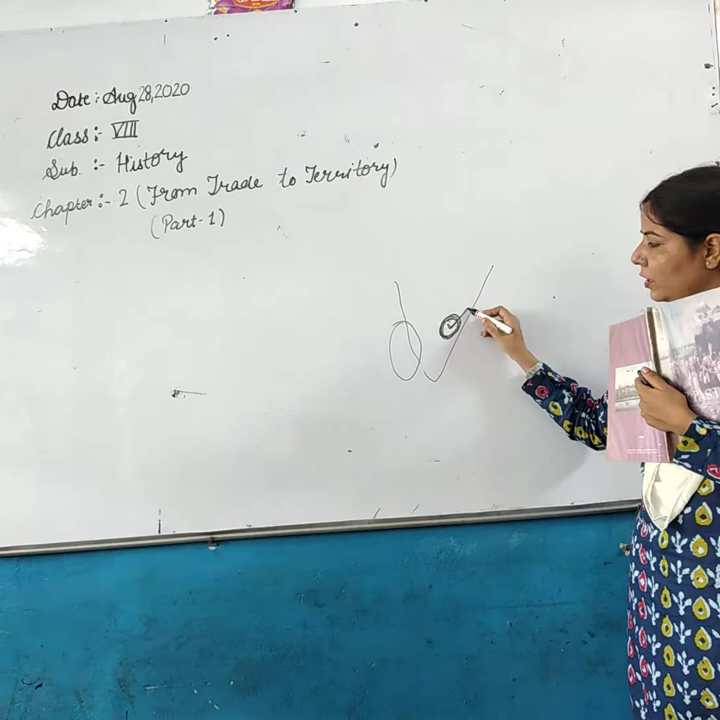 Date :- Aug 28, 2020
Class :- VIII
Sub. :- History
Chapter :- 2 (From Trade to Territory)
(Part-1)